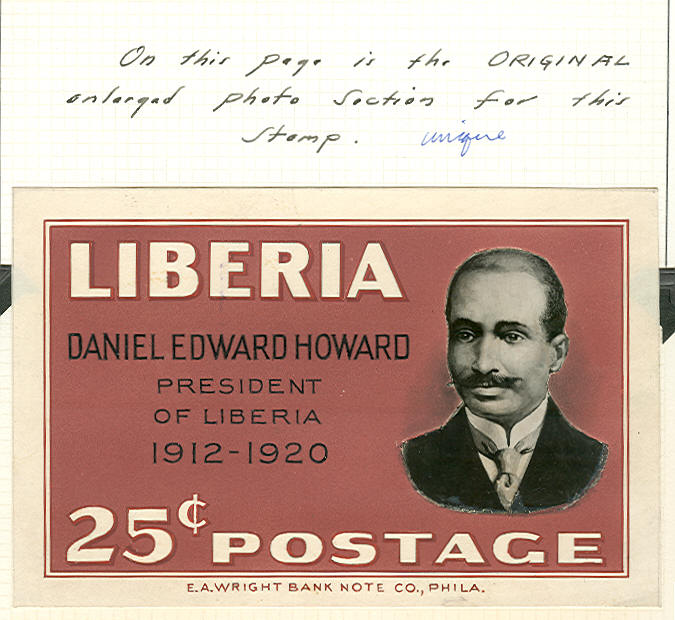 On this page is the ORIGINAL
enlarged photo section for this
stamp. unique
LIBERIA
DANIEL EDWARD HOWARD
PRESIDENT
OF LIBERIA
1912-1920
25¢ POSTAGE
E.A.WRIGHT BANK NOTE CO., PHILA.